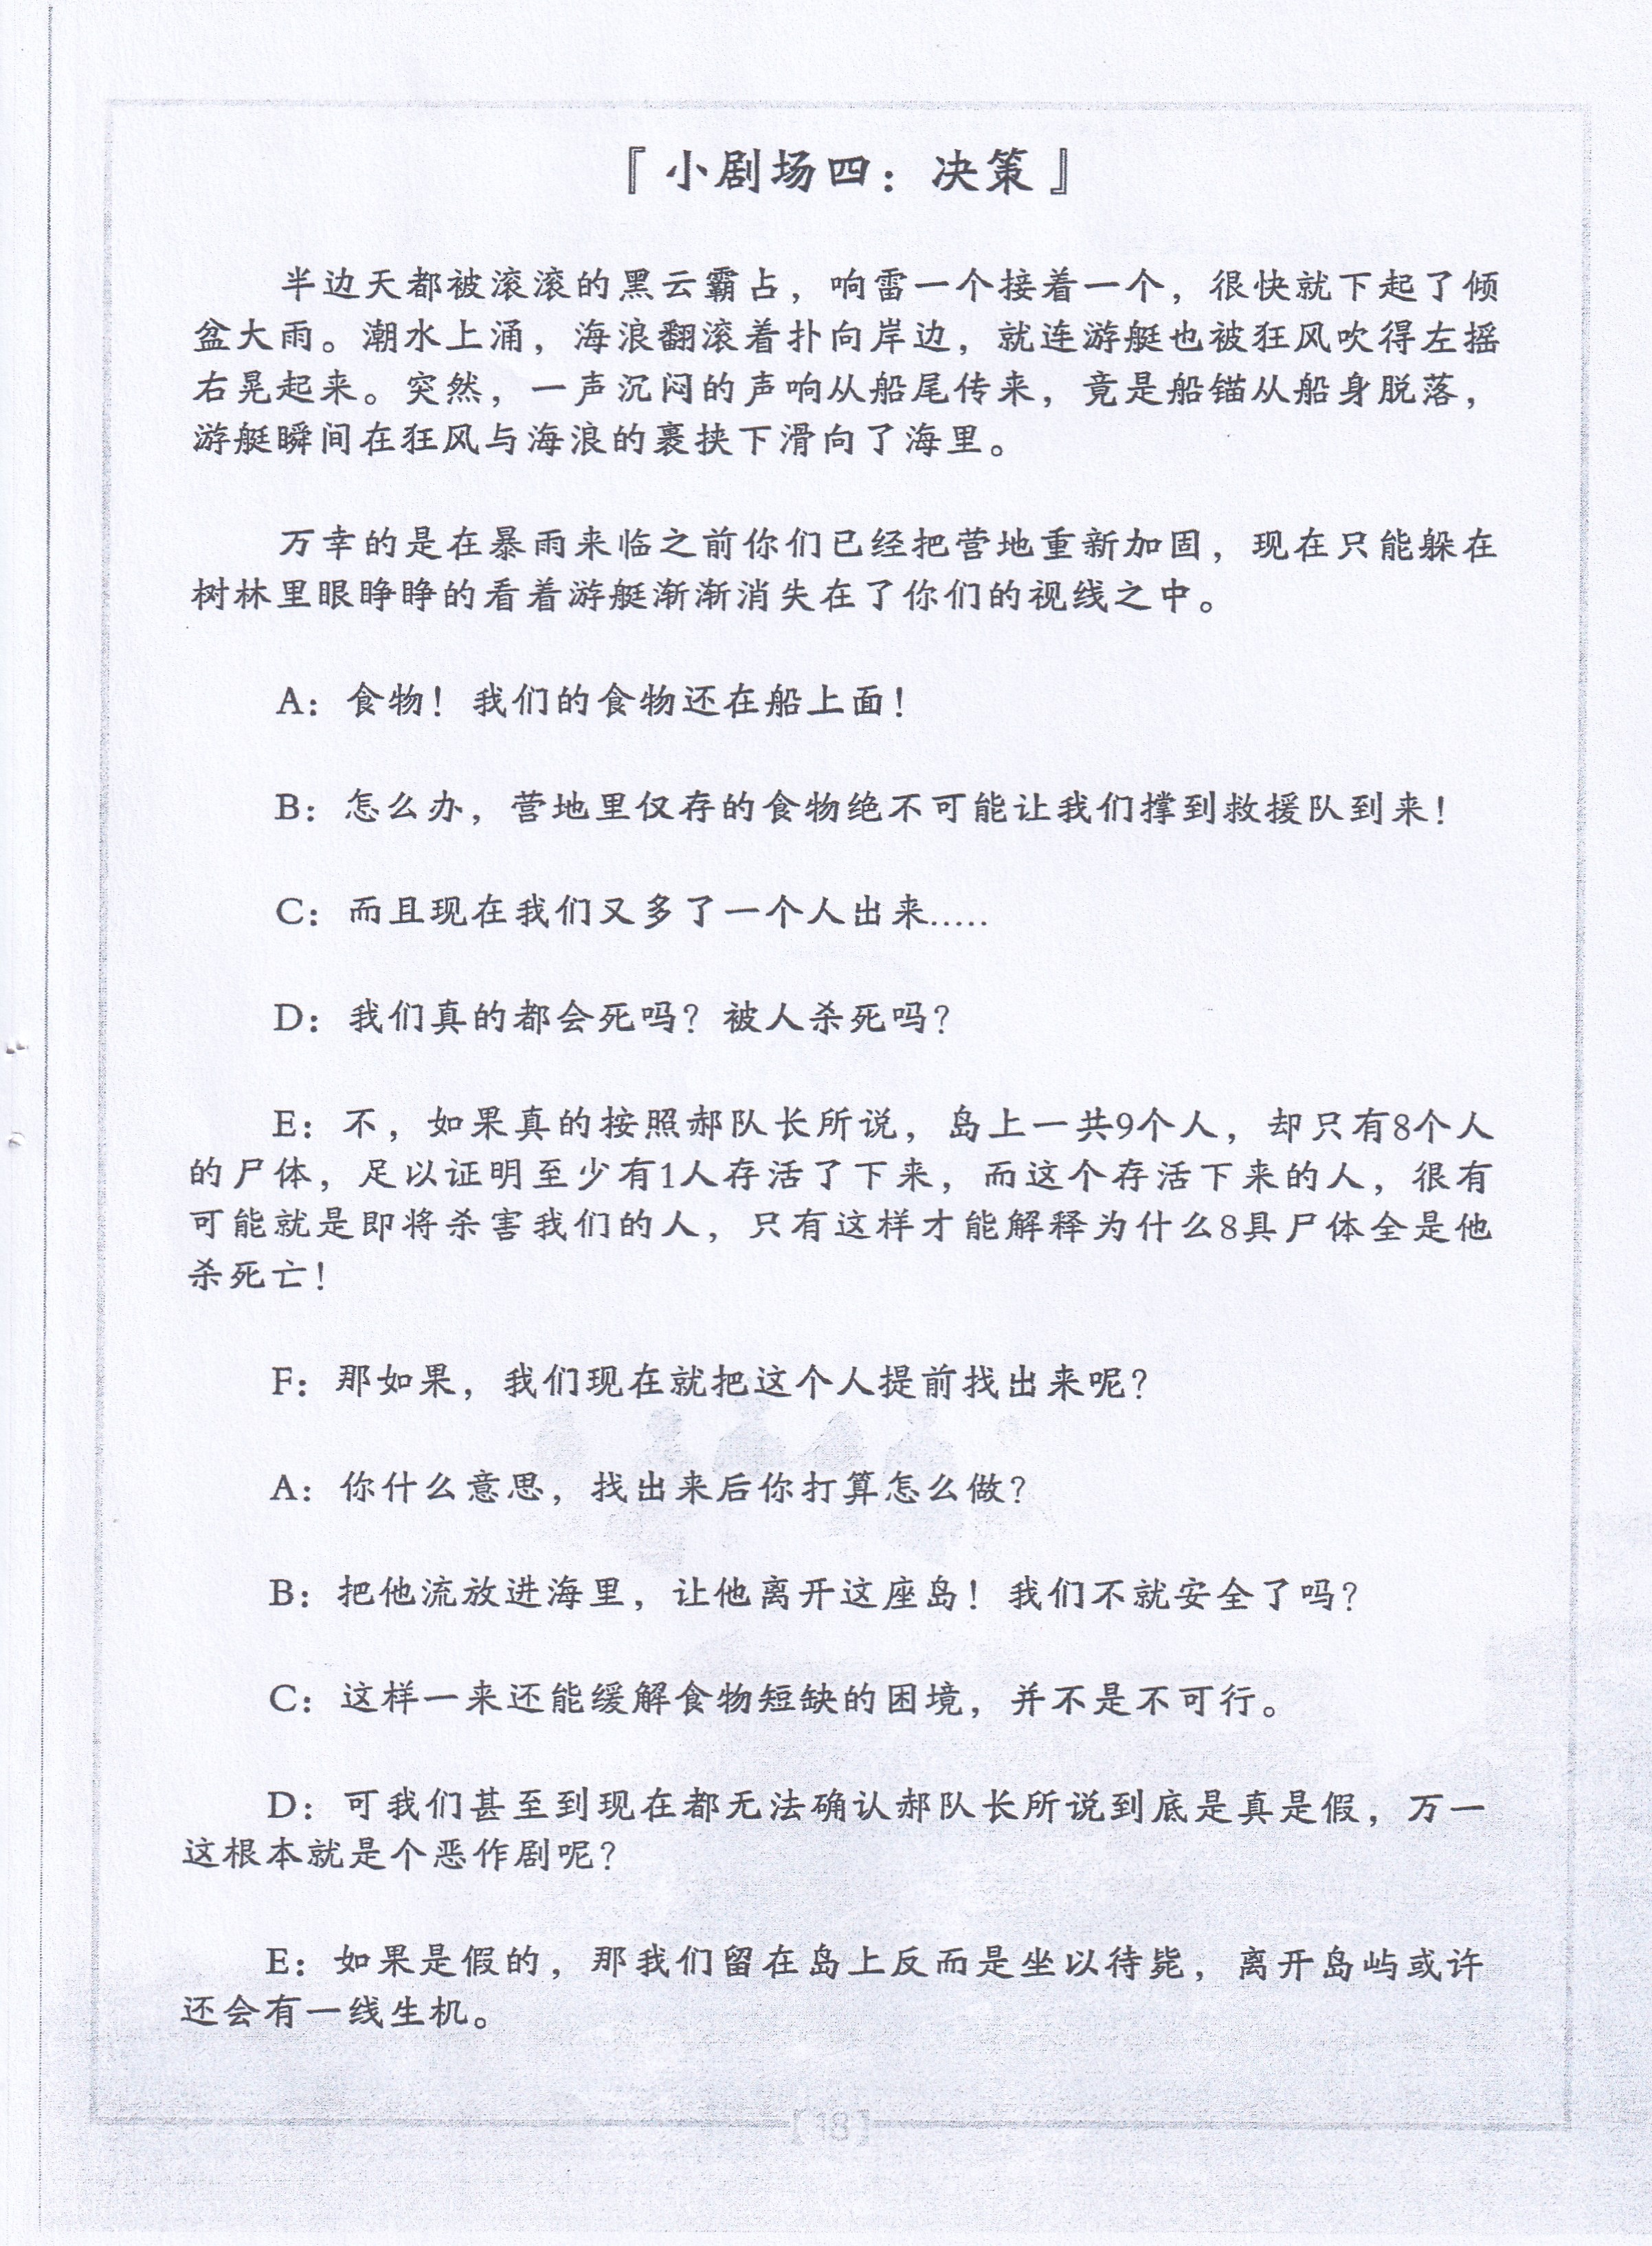 『小剧场四：决策』
半边天都被滚滚的黑云霸占，响雷一个接着一个，很快就下起了倾
盆大雨。潮水上涌，海浪翻滚着扑向岸边，就连游艇也被狂风吹得左摇
右晃起来。突然，一声沉闷的声响从船尾传来，竟是船锚从船身脱落，
游艇瞬间在狂风与海浪的裹挟下滑向了海里。
万幸的是在暴雨来临之前你们已经把营地重新加固，现在只能躲在
树林里眼睁睁的看着游艇渐渐消失在了你们的视线之中。
A：食物！我们的食物还在船上面！
B：怎么办，营地里仅存的食物绝不可能让我们撑到救援队到来！
C：而且现在我们又多了一个人出来.....
D：我们真的都会死吗？被人杀死吗？
E：不，如果真的按照郝队长所说，岛上一共9个人，却只有8个人
的尸体，足以证明至少有1人存活了下来，而这个存活下来的人，很有
可能就是即将杀害我们的人，只有这样才能解释为什么8具尸体全是他
杀死亡！
F：那如果，我们现在就把这个人提前找出来呢？
A：你什么意思，找出来后你打算怎么做？
B：把他流放进海里，让他离开这座岛！我们不就安全了吗？
C：这样一来还能缓解食物短缺的困境，并不是不可行。
D：可我们甚至到现在都无法确认郝队长所说到底是真是假，万一
这根本就是个恶作剧呢？
E：如果是假的，那我们留在岛上反而是坐以待毙，离开岛屿或许
还会有一线生机。
【18】